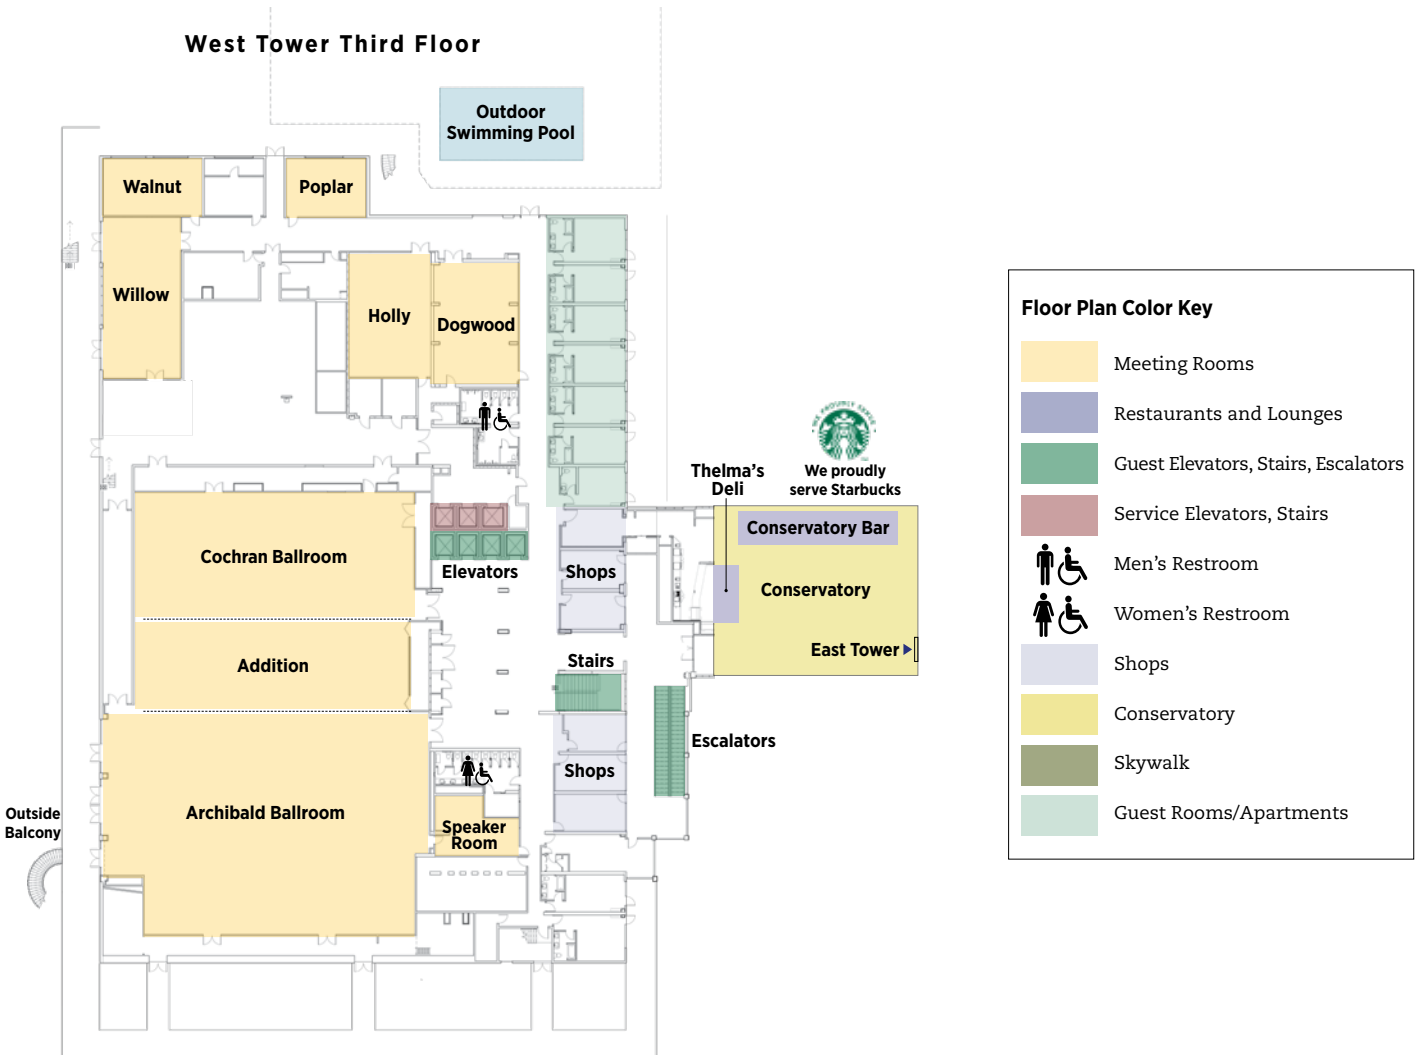 West Tower Third Floor
Outdoor
Swimming Pool
Walnut
Poplar
Willow
Holly
Dogwood
WE PROUDLY SERVE
We proudly
serve Starbucks
Thelma's
Deli
Conservatory Bar
Cochran Ballroom
Elevators
Shops
Conservatory
East Tower
Addition
Stairs
Escalators
Shops
Outside
Balcony
Archibald Ballroom
Speaker
Room
Floor Plan Color Key
Meeting Rooms
Restaurants and Lounges
Guest Elevators, Stairs, Escalators
Service Elevators, Stairs
Men's Restroom
Women's Restroom
Shops
Conservatory
Skywalk
Guest Rooms/Apartments